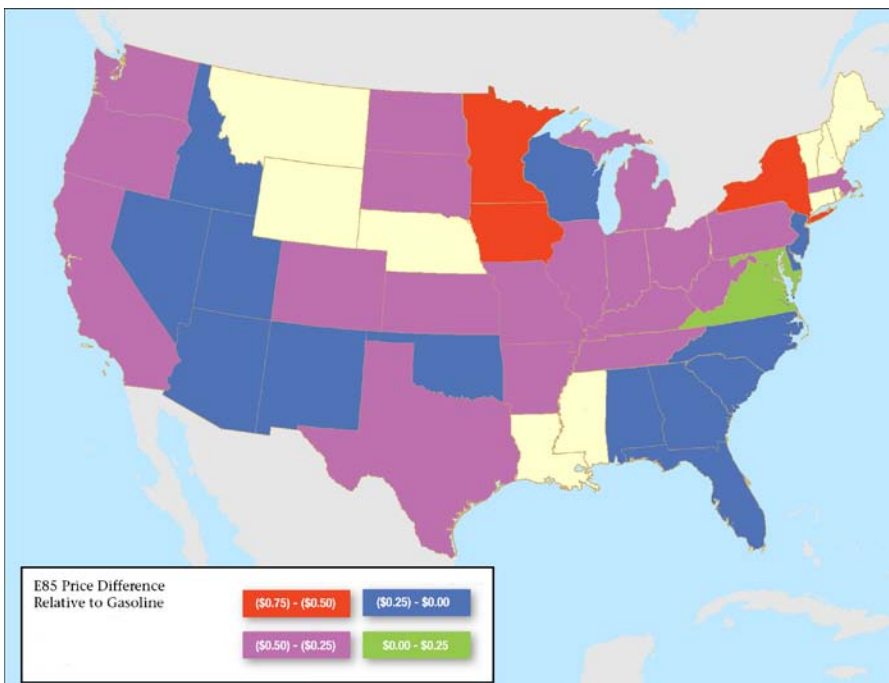 E85 Price Difference
Relative to Gasoline
($0.75) - ($0.50)
($0.25) - $0.00
($0.50) - ($0.25)
$0.00 - $0.25